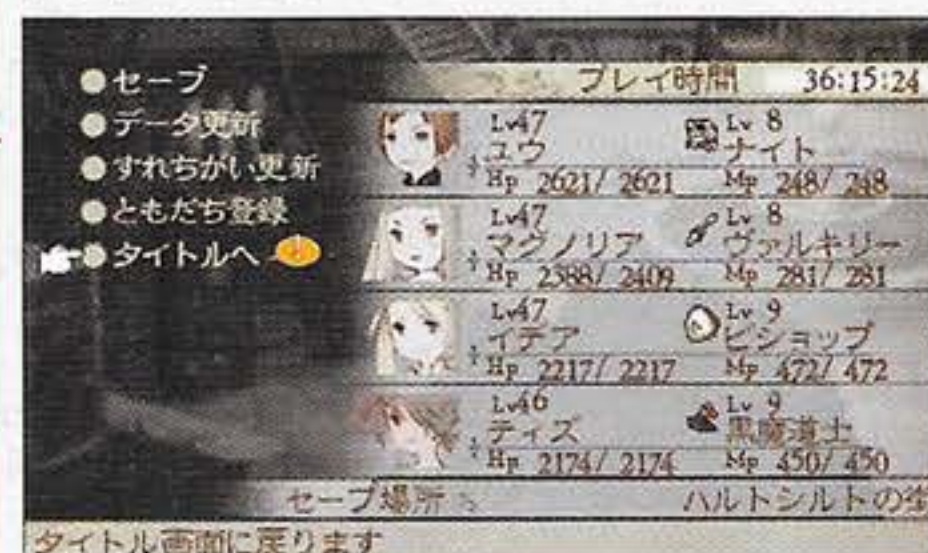 ●セーブ
●データ更新
●すれちがい更新
●ともだち登録
●タイトルへ
プレイ時間 36:15:24
Lv47 Lv 8
ユウ ナイト
Hp 2621/ 2621 Mp 248/ 248
Lv47 Lv 8
マグノリア ヴァルキリー
Hp 2588/ 2409 Mp 281/ 281
Lv47 Lv 9
イデア ビショップ
Hp 2217/ 2217 Mp 472/ 472
Lv46 Lv 9
ティズ 黒魔道士
Hp 2174/ 2174 Mp 450/ 450
セーブ場所 ハルトシルトの
タイトル画面に戻ります